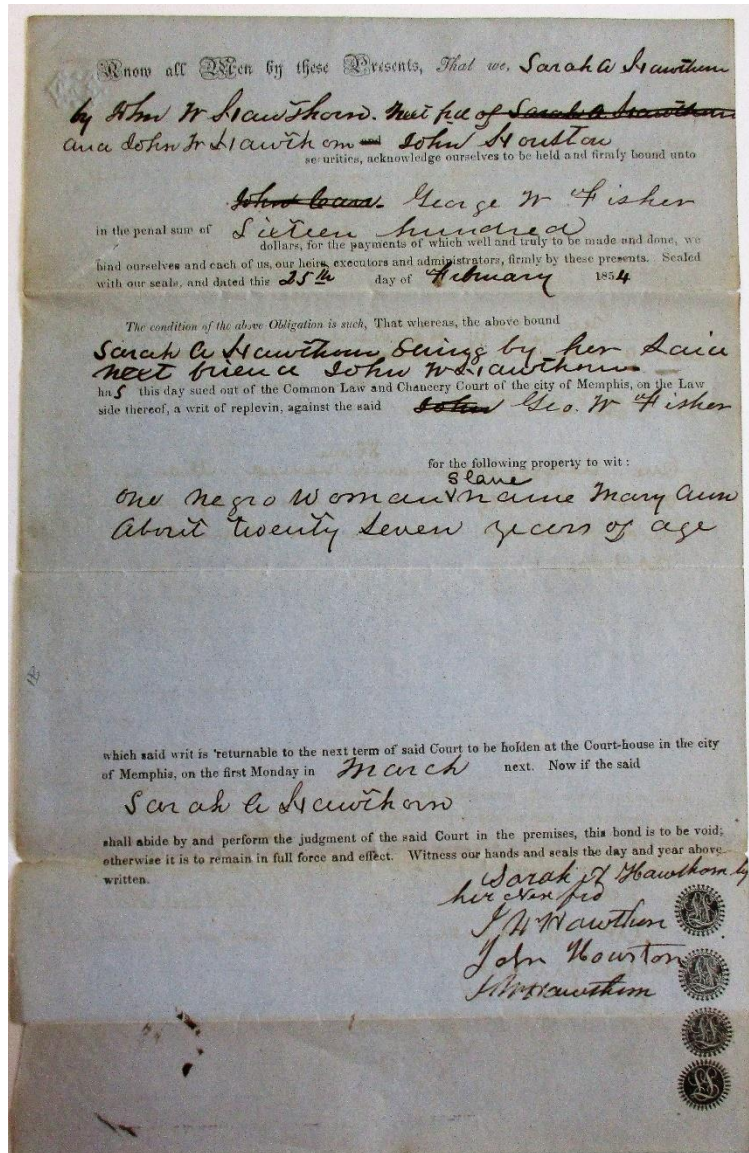 Know all Men by these Presents, That we, Sarah A Hawthorn
by John W Hawthorn. Next frd of Sarah A Hawthorn
and John W Hawthorn and John Houston
securities, acknowledge ourselves to be held and firmly bound unto
John George W Fisher
in the penal sum of Sixteen hundred
dollars, for the payments of which well and truly to be made and done, we
bind ourselves and each of us, our heirs, executors and administrators, firmly by these presents. Sealed
with our seals, and dated this 25th day of February 1854
The condition of the above Obligation is such, That whereas, the above bound
Sarah A Hawthorn Suing by her said
next friend John W Hawthorn
has this day sued out of the Common Law and Chancery Court of the city of Memphis, on the Law
side thereof, a writ of replevin, against the said John Geo. W Fisher
for the following property to wit:
slave
One negro Woman name Mary Ann
About twenty seven years of age
which said writ is returnable to the next term of said Court to be holden at the Court-house in the city
of Memphis, on the first Monday in March next. Now if the said
Sarah A Hawthorn
shall abide by and perform the judgment of the said Court in the premises, this bond is to be void;
otherwise it is to remain in full force and effect. Witness our hands and seals the day and year above
written.
Sarah A Hawthorn by
her Nex frd
J W Hawthorn
John Houston
J W Hawthorn
LS
LS
LS
LS